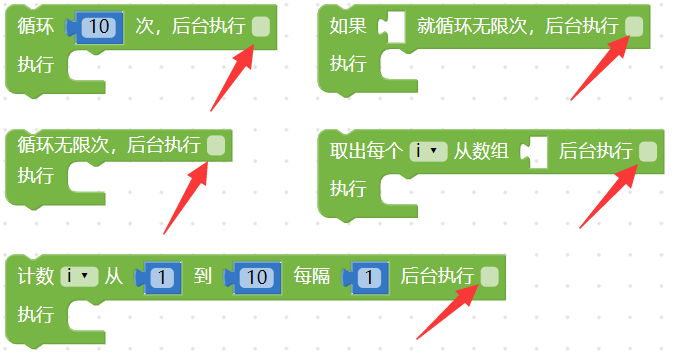 循环 10 次，后台执行
执行
如果 就循环无限次，后台执行
执行
循环无限次，后台执行
执行
取出每个 i 从数组 后台执行
执行
计数 i 从 1 到 10 每隔 1 后台执行
执行